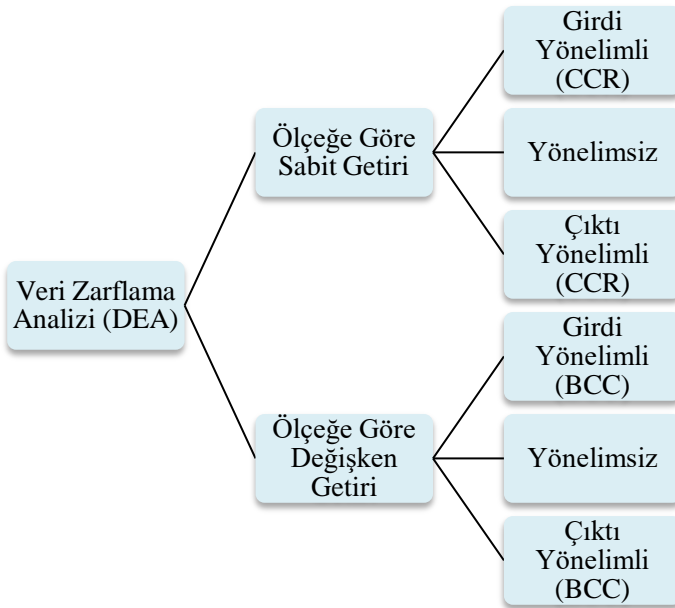 Veri Zarflama
Analizi (DEA)
Ölçeğe Göre
Sabit Getiri
Girdi
Yönelimli
(CCR)
Yönelimsiz
Çıktı
Yönelimli
(CCR)
Ölçeğe Göre
Değişken
Getiri
Girdi
Yönelimli
(BCC)
Yönelimsiz
Çıktı
Yönelimli
(BCC)